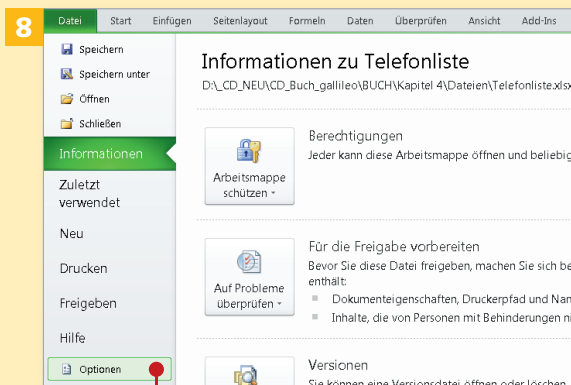 8
Datei Start Einfügen Seitenlayout Formeln Daten Überprüfen Ansicht Add-Ins
Speichern
Speichern unter
Öffnen
Schließen
Informationen
Zuletzt
verwendet
Neu
Drucken
Freigeben
Hilfe
Optionen
Informationen zu Telefonliste
D:\_CD_NEU\CD_Buch_gallileo\BUCH\Kapitel 4\Dateien\Telefonliste.xlsx
Arbeitsmappe
schützen
Berechtigungen
Jeder kann diese Arbeitsmappe öffnen und beliebig
Auf Probleme
überprüfen
Für die Freigabe vorbereiten
Bevor Sie diese Datei freigeben, machen Sie sich be
enthält:
Dokumenteigenschaften, Druckerpfad und Nan
Inhalte, die von Personen mit Behinderungen ni
Versionen
Sie können eine Versionsdatei öffnen oder löschen